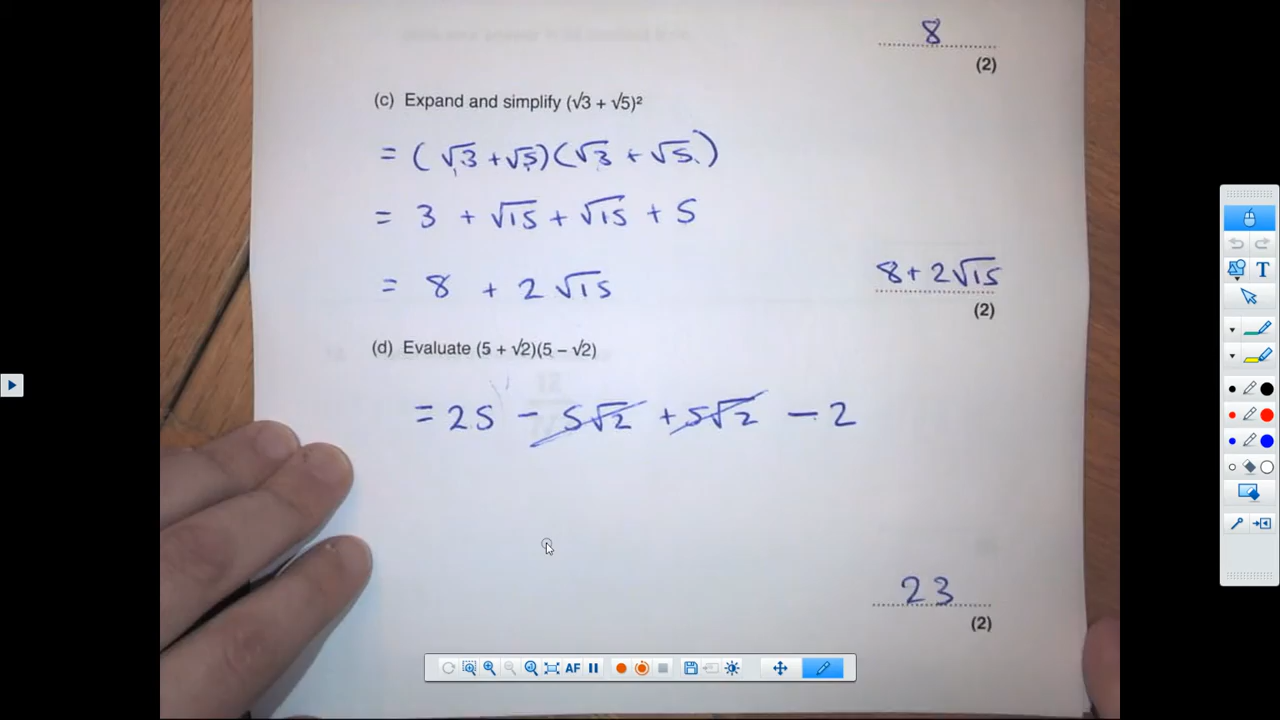 8
(2)
(c) Expand and simplify (√3 + √5)²
= (√3 + √5)(√3 + √5)
= 3 + √15 + √15 + 5
= 8 + 2√15
8 + 2√15
(2)
(d) Evaluate (5 + √2)(5 − √2)
= 25 − 5√2 + 5√2 − 2
23
(2)
T
AF